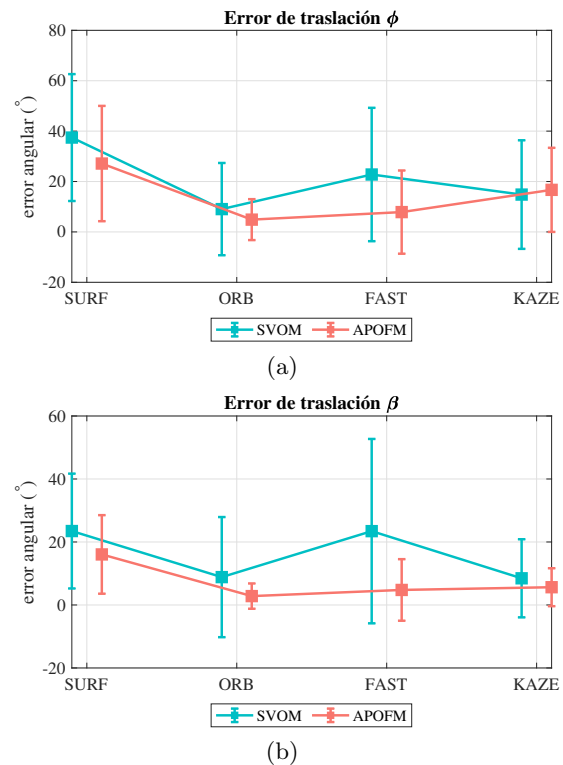 Error de traslación ϕ
80
60
40
20
0
-20
error angular (°)
SURF ORB FAST KAZE
SVOM APOFM
(a)
Error de traslación β
60
40
20
0
-20
error angular (°)
SURF ORB FAST KAZE
SVOM APOFM
(b)